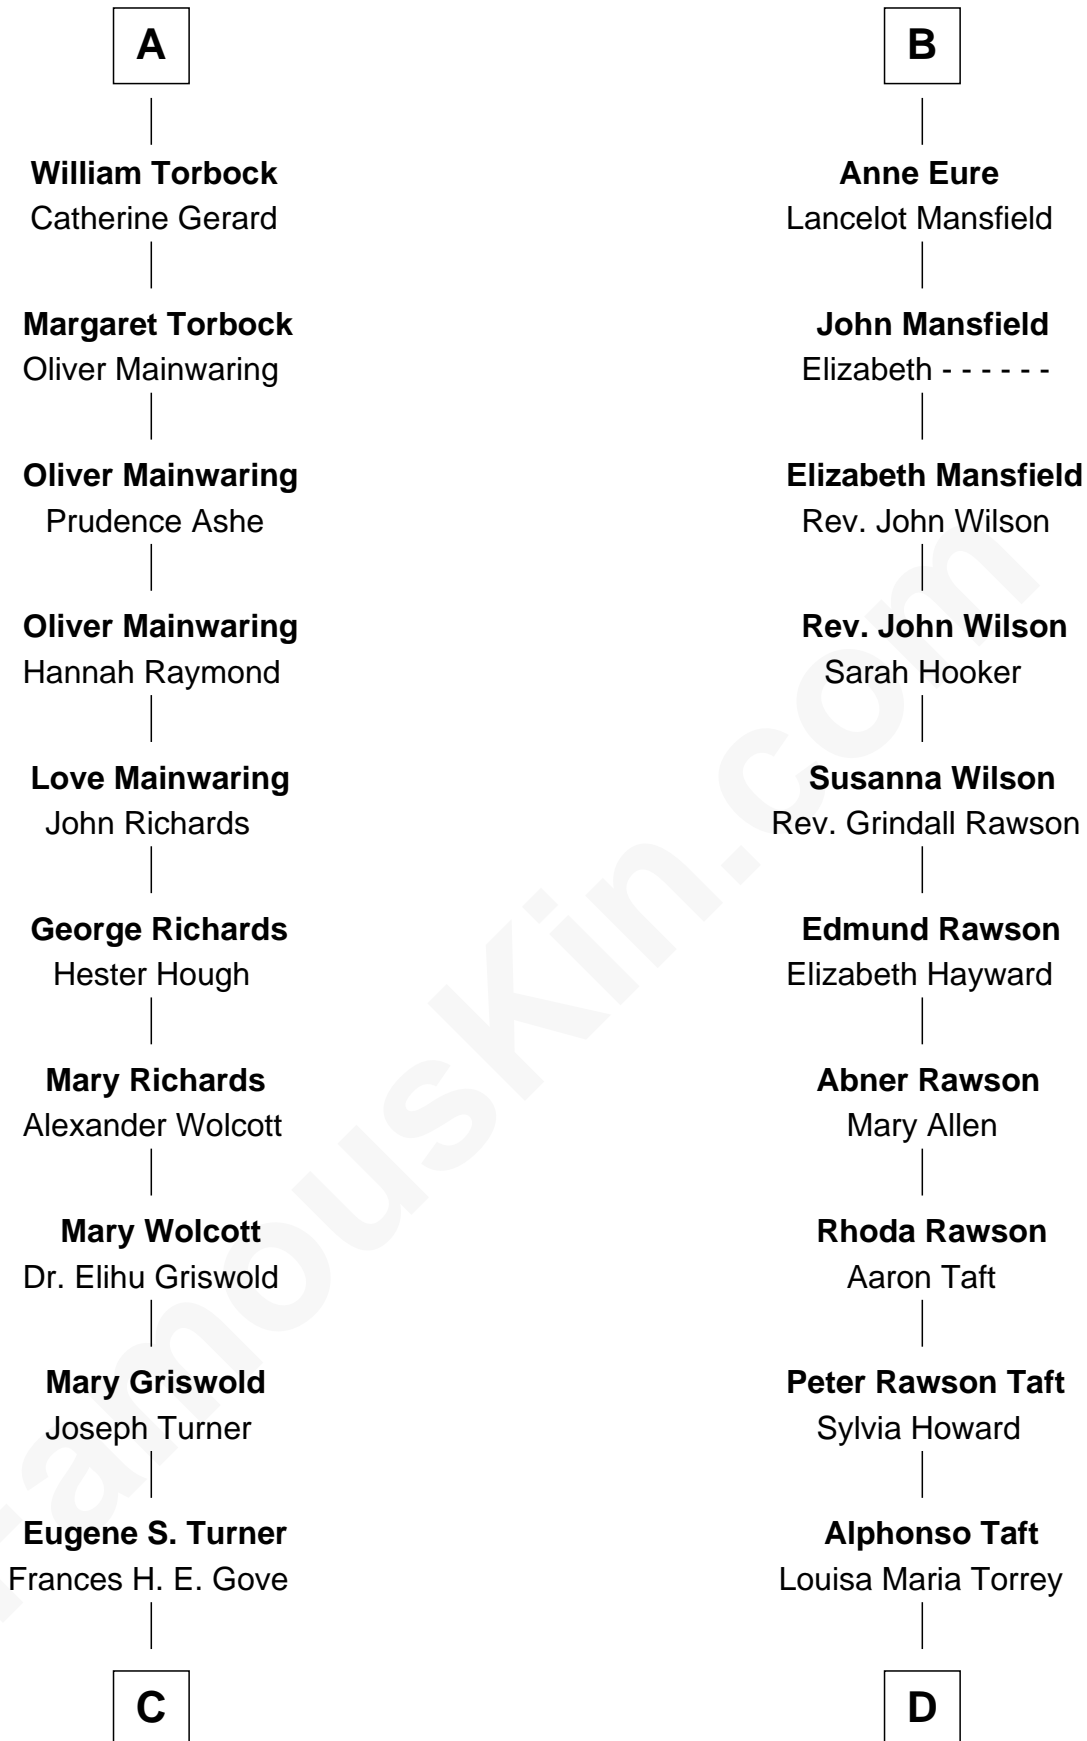 A
William Torbock
Catherine Gerard
Margaret Torbock
Oliver Mainwaring
Oliver Mainwaring
Prudence Ashe
Oliver Mainwaring
Hannah Raymond
Love Mainwaring
John Richards
George Richards
Hester Hough
Mary Richards
Alexander Wolcott
Mary Wolcott
Dr. Elihu Griswold
Mary Griswold
Joseph Turner
Eugene S. Turner
Frances H. E. Gove
C
B
Anne Eure
Lancelot Mansfield
John Mansfield
Elizabeth - - - - - -
Elizabeth Mansfield
Rev. John Wilson
Rev. John Wilson
Sarah Hooker
Susanna Wilson
Rev. Grindall Rawson
Edmund Rawson
Elizabeth Hayward
Abner Rawson
Mary Allen
Rhoda Rawson
Aaron Taft
Peter Rawson Taft
Sylvia Howard
Alphonso Taft
Louisa Maria Torrey
D
FamousKin.com